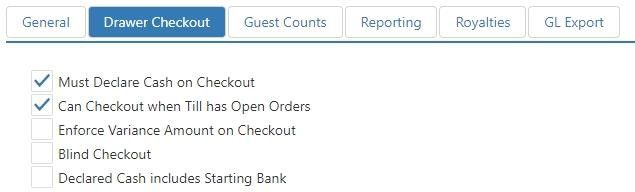 General Drawer Checkout Guest Counts Reporting Royalties GL Export
Must Declare Cash on Checkout
Can Checkout when Till has Open Orders
Enforce Variance Amount on Checkout
Blind Checkout
Declared Cash includes Starting Bank